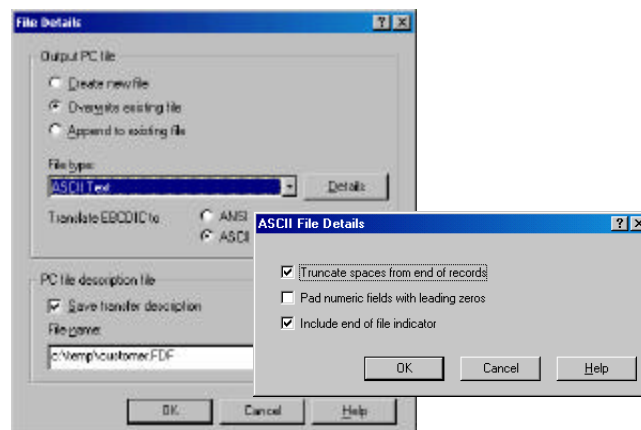 File Details
Output PC file
Create new file
Overwrite existing file
Append to existing file
File type:
ASCII Text
Details
Translate EBCDIC to:
ANSI
ASCII
PC file description file
Save transfer description
File name:
c:\temp\customer.FDF
OK
Cancel
Help
ASCII File Details
Truncate spaces from end of records
Pad numeric fields with leading zeros
Include end of file indicator
OK
Cancel
Help